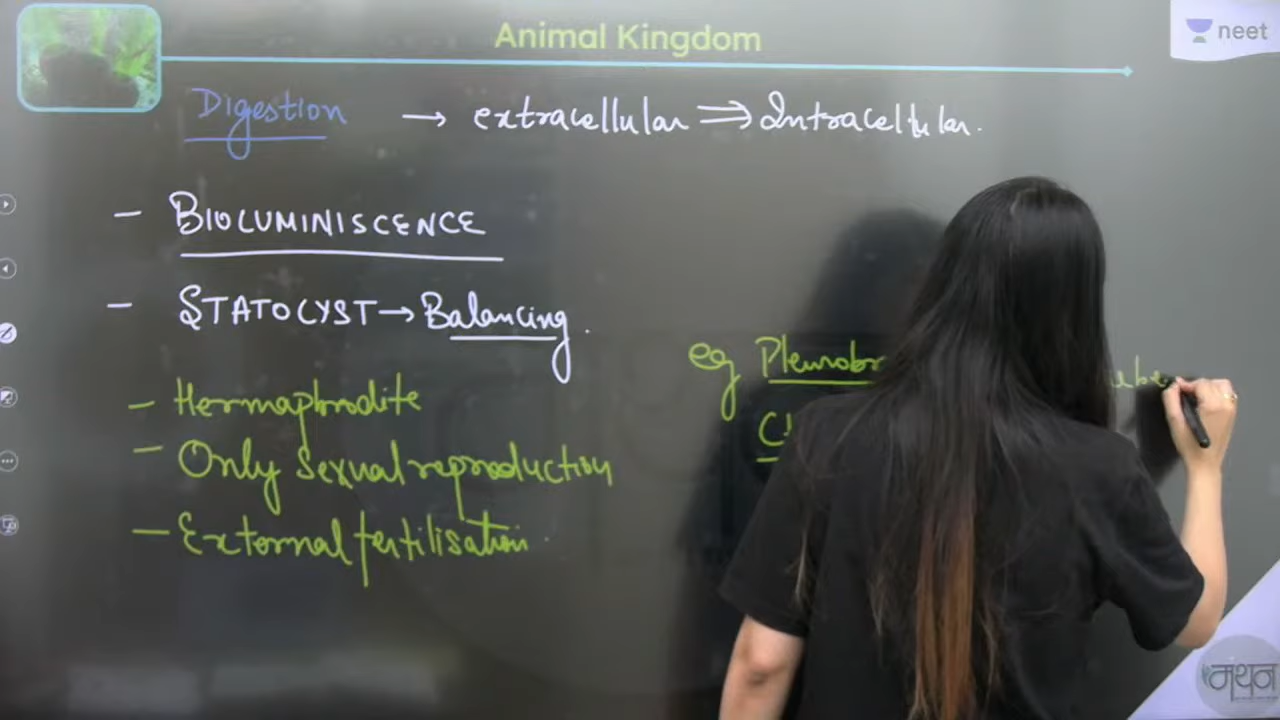 Animal Kingdom
neet
Digestion → extracellular ⇒ Intracellular.
- BIOLUMINISCENCE
- STATOCYST → Balancing.
- Hermaphrodite
- Only sexual reproduction
- External fertilisation.
eg
मंथन